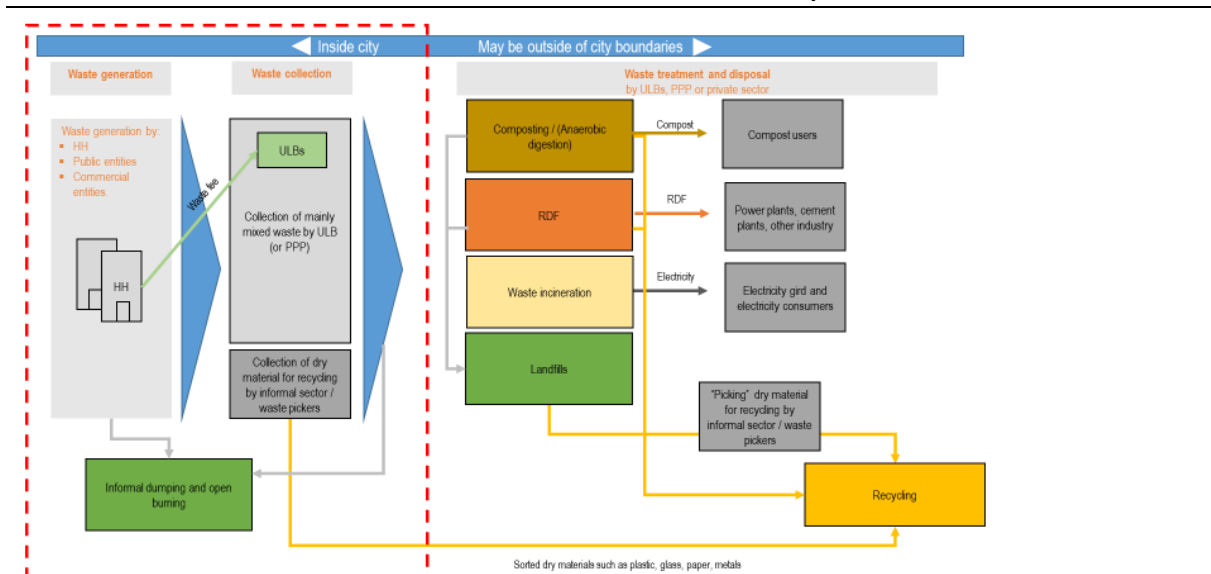 Inside city
May be outside of city boundaries
Waste generation
Waste collection
Waste treatment and disposal
by ULBs, PPP or private sector
Waste generation by:
▪ HH
▪ Public entities
▪ Commercial
entities.
HH
Waste fee
ULBs
Collection of mainly
mixed waste by ULB
(or PPP)
Collection of dry
material for recycling
by informal sector /
waste pickers
Informal dumping and open
burning
Composting / (Anaerobic
digestion)
Compost
Compost users
RDF
RDF
Power plants, cement
plants, other industry
Waste incineration
Electricity
Electricity gird and
electricity consumers
Landfills
"Picking" dry material
for recycling by
informal sector / waste
pickers
Recycling
Sorted dry materials such as plastic, glass, paper, metals